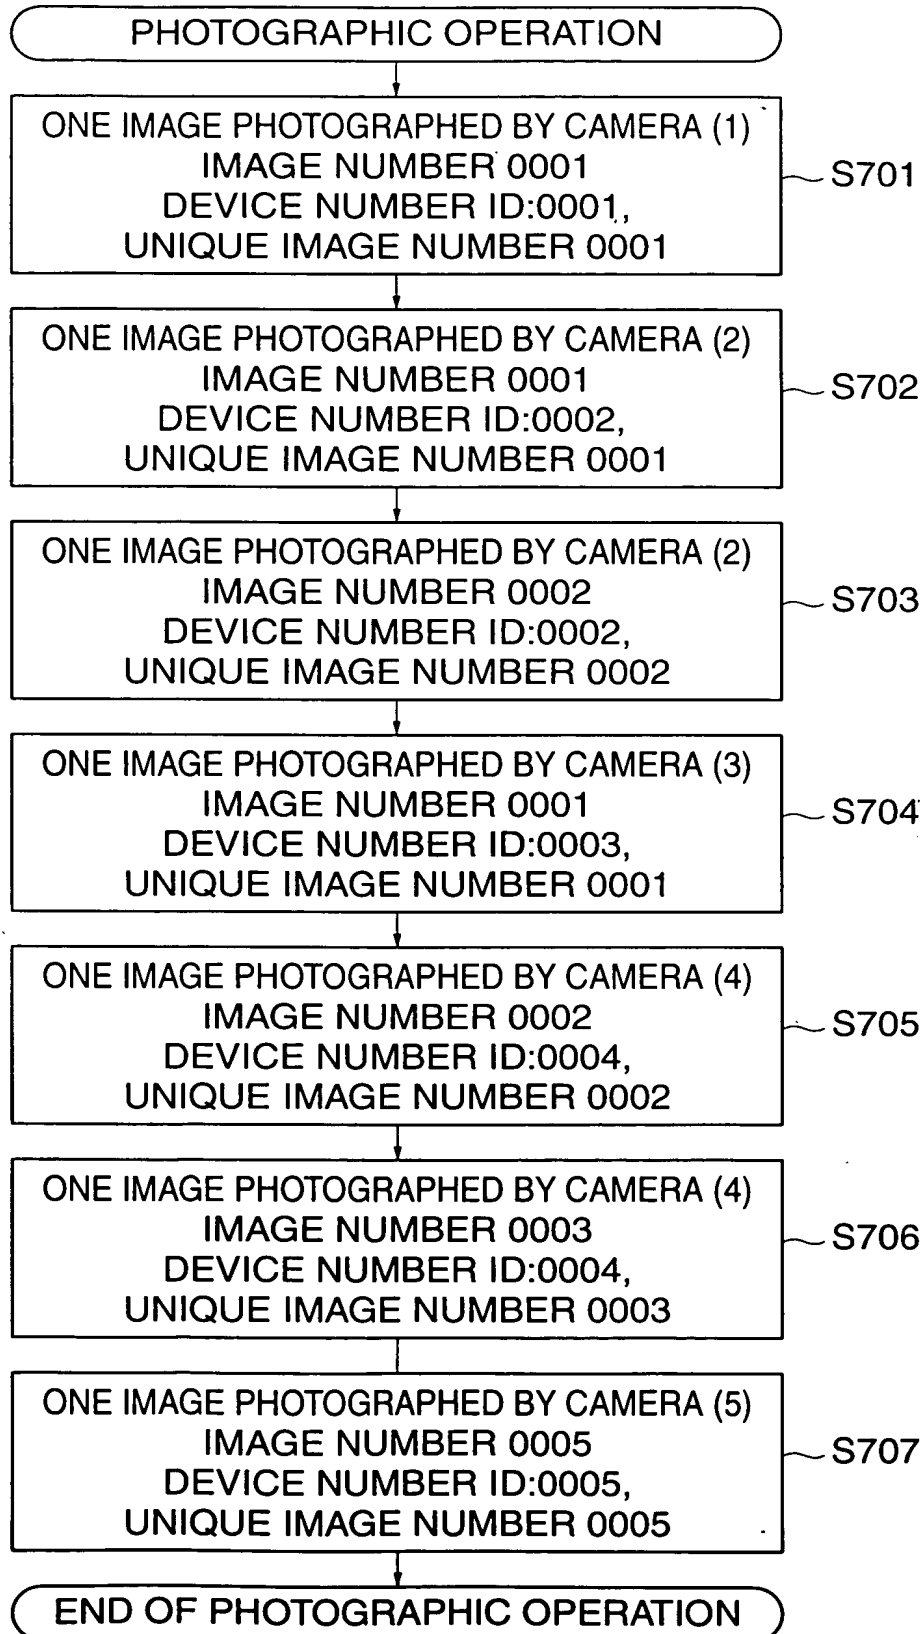 PHOTOGRAPHIC OPERATION
ONE IMAGE PHOTOGRAPHED BY CAMERA (1)
IMAGE NUMBER 0001
DEVICE NUMBER ID:0001,
UNIQUE IMAGE NUMBER 0001
S701
ONE IMAGE PHOTOGRAPHED BY CAMERA (2)
IMAGE NUMBER 0001
DEVICE NUMBER ID:0002,
UNIQUE IMAGE NUMBER 0001
S702
ONE IMAGE PHOTOGRAPHED BY CAMERA (2)
IMAGE NUMBER 0002
DEVICE NUMBER ID:0002,
UNIQUE IMAGE NUMBER 0002
S703
ONE IMAGE PHOTOGRAPHED BY CAMERA (3)
IMAGE NUMBER 0001
DEVICE NUMBER ID:0003,
UNIQUE IMAGE NUMBER 0001
S704
ONE IMAGE PHOTOGRAPHED BY CAMERA (4)
IMAGE NUMBER 0002
DEVICE NUMBER ID:0004,
UNIQUE IMAGE NUMBER 0002
S705
ONE IMAGE PHOTOGRAPHED BY CAMERA (4)
IMAGE NUMBER 0003
DEVICE NUMBER ID:0004,
UNIQUE IMAGE NUMBER 0003
S706
ONE IMAGE PHOTOGRAPHED BY CAMERA (5)
IMAGE NUMBER 0005
DEVICE NUMBER ID:0005,
UNIQUE IMAGE NUMBER 0005
S707
END OF PHOTOGRAPHIC OPERATION